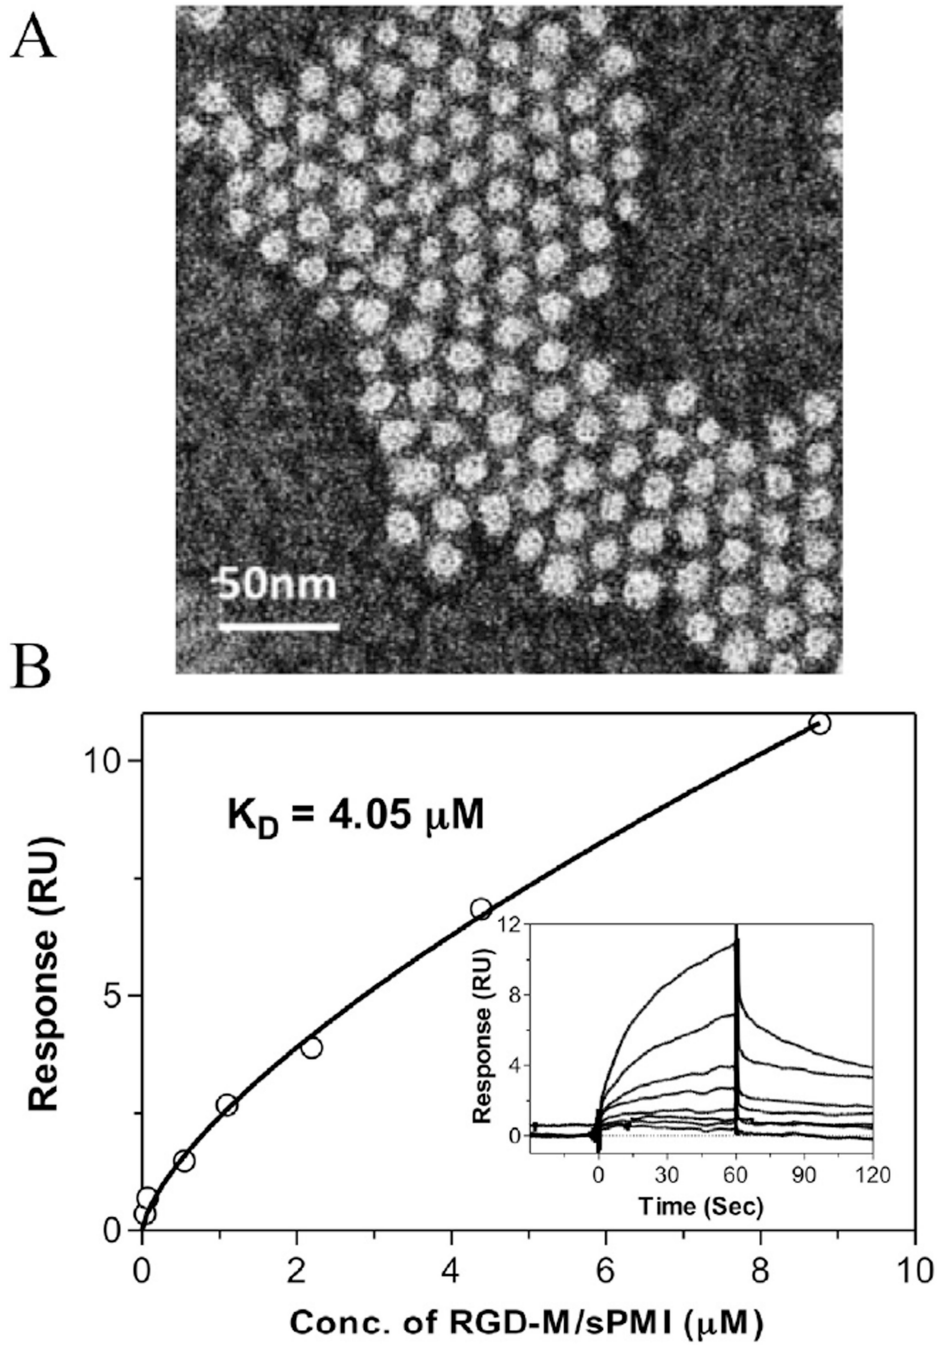 A
50nm
B
K_D = 4.05 μM
Response (RU)
10
5
0
0 2 4 6 8 10
Conc. of RGD-M/sPMI (μM)
Response (RU)
12
8
4
0
0 30 60 90 120
Time (Sec)